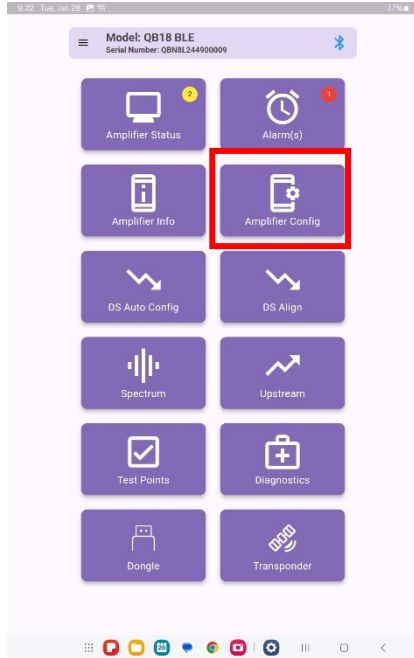 9:22 Tue, Jan 28
77%
Model: QB18 BLE
Serial Number: QBN8L244900009
2
1
Amplifier Status
Alarm(s)
Amplifier Info
Amplifier Config
DS Auto Config
DS Align
Spectrum
Upstream
Test Points
Diagnostics
Dongle
Transponder
28